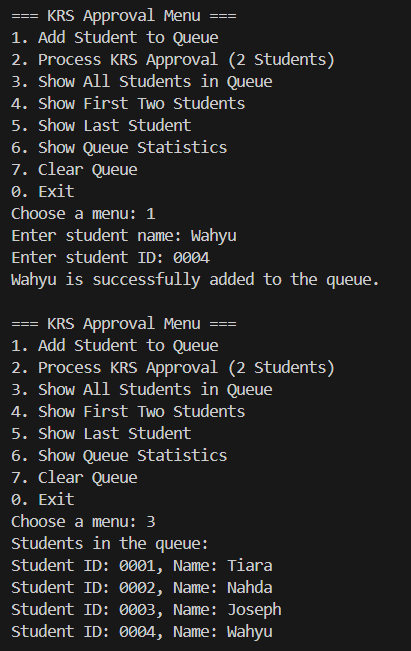 === KRS Approval Menu ===
1. Add Student to Queue
2. Process KRS Approval (2 Students)
3. Show All Students in Queue
4. Show First Two Students
5. Show Last Student
6. Show Queue Statistics
7. Clear Queue
0. Exit
Choose a menu: 1
Enter student name: Wahyu
Enter student ID: 0004
Wahyu is successfully added to the queue.

=== KRS Approval Menu ===
1. Add Student to Queue
2. Process KRS Approval (2 Students)
3. Show All Students in Queue
4. Show First Two Students
5. Show Last Student
6. Show Queue Statistics
7. Clear Queue
0. Exit
Choose a menu: 3
Students in the queue:
Student ID: 0001, Name: Tiara
Student ID: 0002, Name: Nahda
Student ID: 0003, Name: Joseph
Student ID: 0004, Name: Wahyu